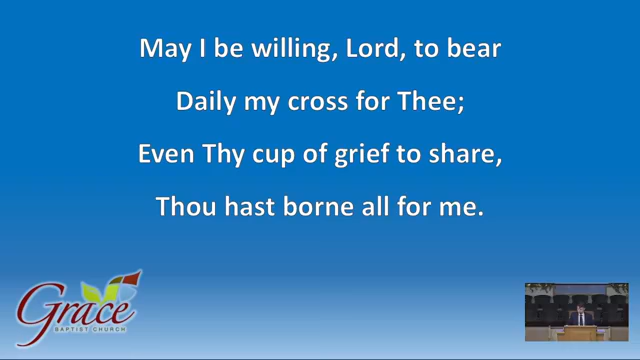 May I be willing, Lord, to bear
Daily my cross for Thee;
Even Thy cup of grief to share,
Thou hast borne all for me.
Grace
BAPTIST CHURCH